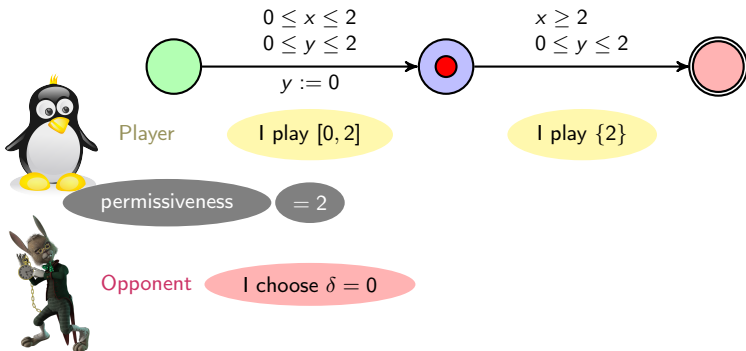 0 ≤ x ≤ 2
0 ≤ y ≤ 2
y := 0
x ≥ 2
0 ≤ y ≤ 2
Player
I play [0, 2]
I play {2}
permissiveness = 2
Opponent
I choose δ = 0